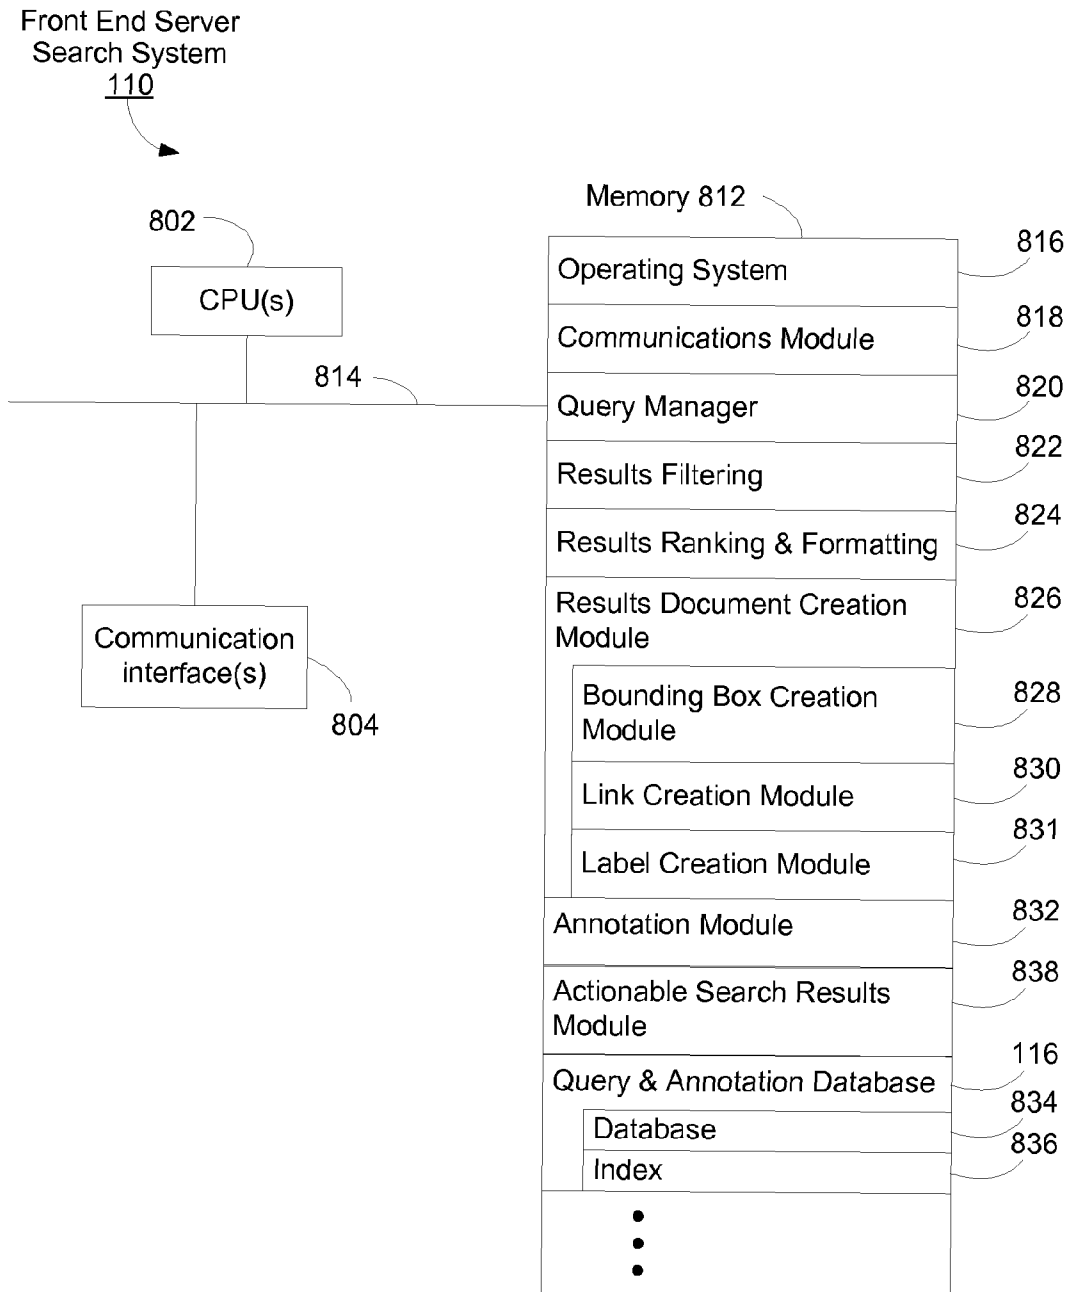 Front End Server
Search System
110
802
CPU(s)
814
Communication
interface(s)
804
Memory 812
Operating System
816
Communications Module
818
Query Manager
820
Results Filtering
822
Results Ranking & Formatting
824
Results Document Creation
Module
826
Bounding Box Creation
Module
828
Link Creation Module
830
Label Creation Module
831
Annotation Module
832
Actionable Search Results
Module
838
Query & Annotation Database
116
Database
834
Index
836